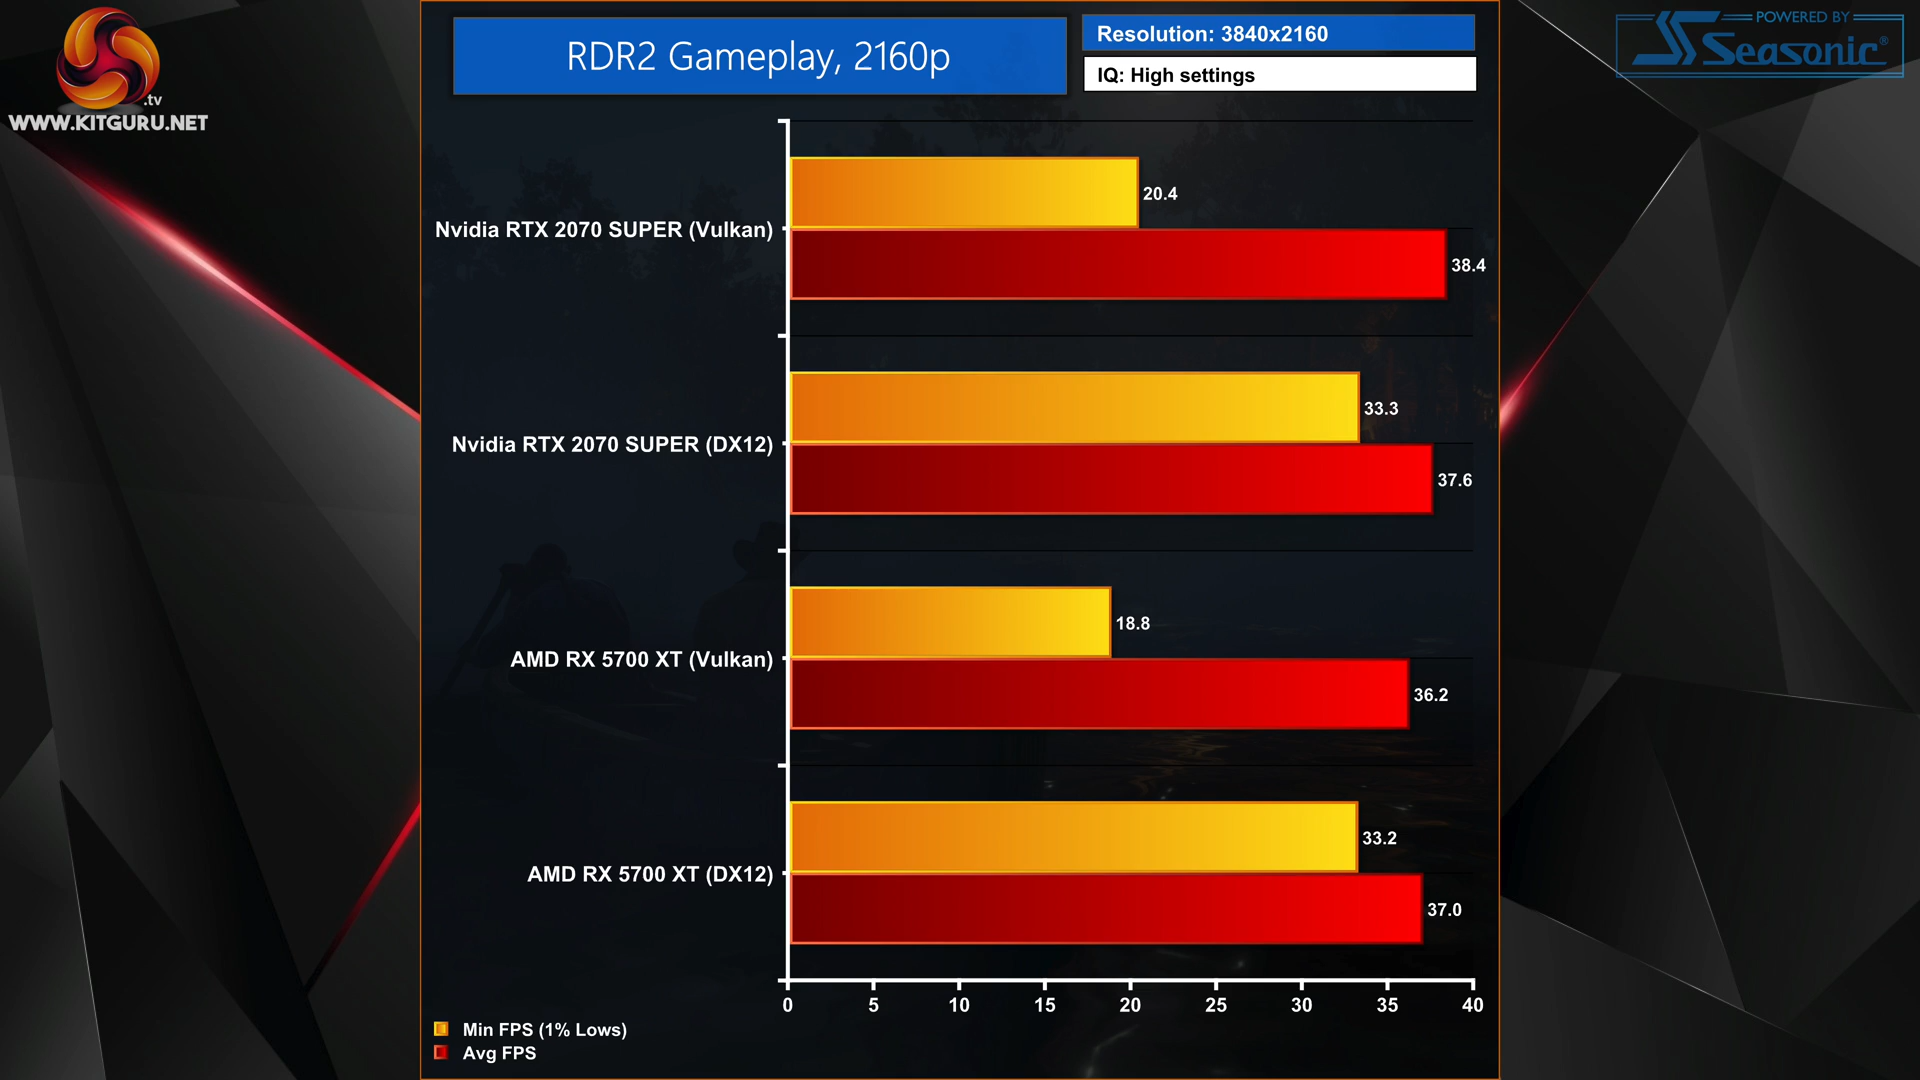 .tv
WWW.KITGURU.NET
RDR2 Gameplay, 2160p
Resolution: 3840x2160
IQ: High settings
POWERED BY
Seasonic®
Nvidia RTX 2070 SUPER (Vulkan)
20.4
38.4
Nvidia RTX 2070 SUPER (DX12)
33.3
37.6
AMD RX 5700 XT (Vulkan)
18.8
36.2
AMD RX 5700 XT (DX12)
33.2
37.0
0 5 10 15 20 25 30 35 40
Min FPS (1% Lows)
Avg FPS